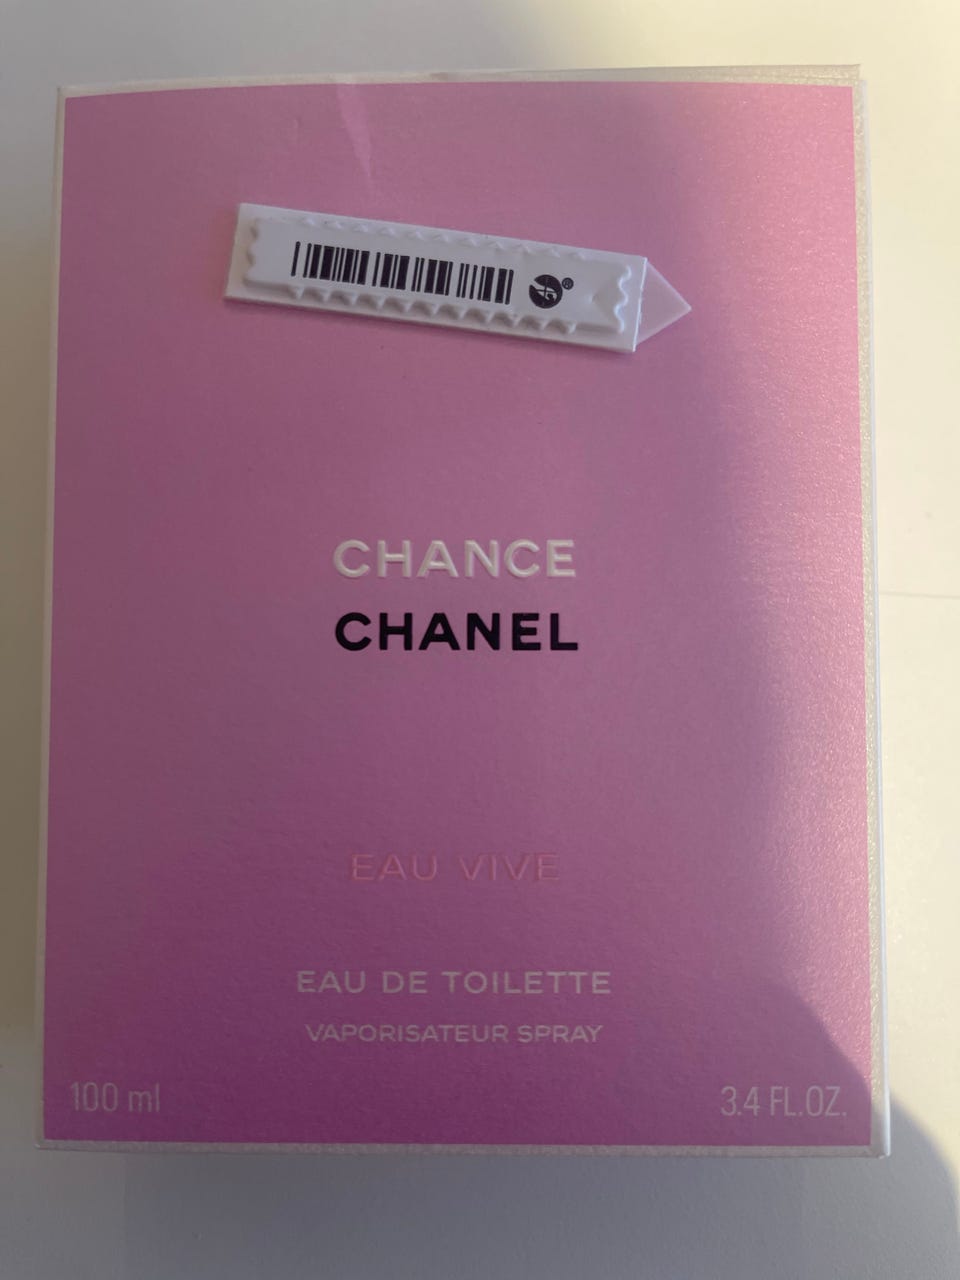 CHANCE
CHANEL
EAU VIVE
EAU DE TOILETTE
VAPORISATEUR SPRAY
100 ml
3.4 FL.OZ.